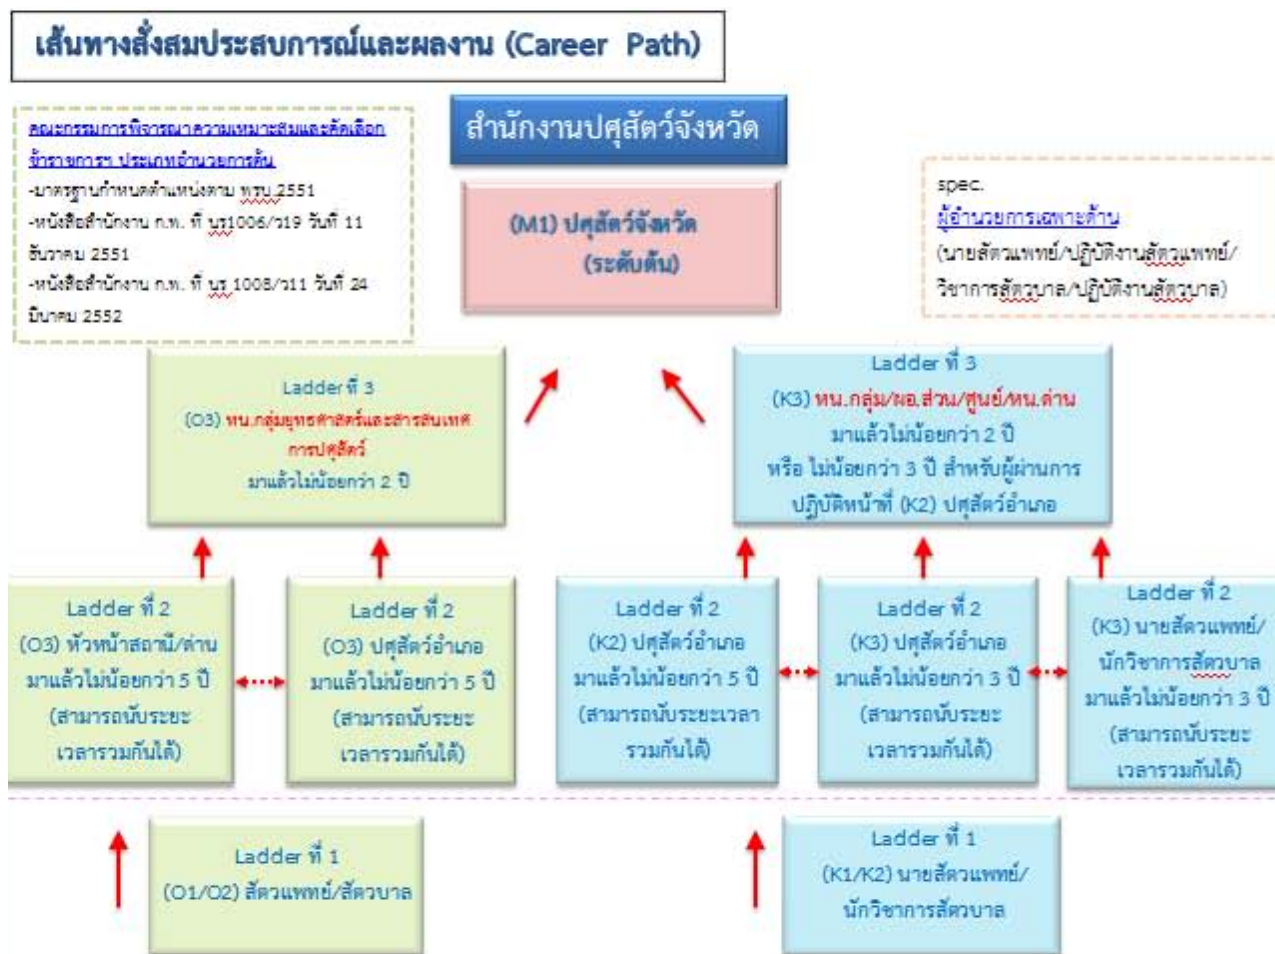 เส้นทางสั่งสมประสบการณ์และผลงาน (Career Path)
คณะกรรมการพิจารณาความเหมาะสมและคัดเลือก
ข้าราชการฯ ประเภทอำนวยการต้น
-มาตรฐานกำหนดตำแหน่งตาม พรบ.2551
-หนังสือสำนักงาน ก.พ. ที่ นร1006/ว19 วันที่ 11
ธันวาคม 2551
-หนังสือสำนักงาน ก.พ. ที่ นร 1008/ว11 วันที่ 24
มีนาคม 2552
สำนักงานปศุสัตว์จังหวัด
(M1) ปศุสัตว์จังหวัด
(ระดับต้น)
spec.
ผู้อำนวยการเฉพาะด้าน
(นายสัตวแพทย์/ปฏิบัติงานสัตวแพทย์/
วิชาการสัตวบาล/ปฏิบัติงานสัตวบาล)
Ladder ที่ 3
(O3) หน.กลุ่มยุทธศาสตร์และสารสนเทศ
การปศุสัตว์
มาแล้วไม่น้อยกว่า 2 ปี
Ladder ที่ 3
(K3) หน.กลุ่ม/ผอ.ส่วน/ศูนย์/หน.ด่าน
มาแล้วไม่น้อยกว่า 2 ปี
หรือ ไม่น้อยกว่า 3 ปี สำหรับผู้ผ่านการ
ปฏิบัติหน้าที่ (K2) ปศุสัตว์อำเภอ
Ladder ที่ 2
(O3) หัวหน้าสถานี/ด่าน
มาแล้วไม่น้อยกว่า 5 ปี
(สามารถนับระยะ
เวลารวมกันได้)
Ladder ที่ 2
(O3) ปศุสัตว์อำเภอ
มาแล้วไม่น้อยกว่า 5 ปี
(สามารถนับระยะ
เวลารวมกันได้)
Ladder ที่ 2
(K2) ปศุสัตว์อำเภอ
มาแล้วไม่น้อยกว่า 5 ปี
(สามารถนับระยะเวลา
รวมกันได้)
Ladder ที่ 2
(K3) ปศุสัตว์อำเภอ
มาแล้วไม่น้อยกว่า 3 ปี
(สามารถนับระยะ
เวลารวมกันได้)
Ladder ที่ 2
(K3) นายสัตวแพทย์/
นักวิชาการสัตวบาล
มาแล้วไม่น้อยกว่า 3 ปี
(สามารถนับระยะ
เวลารวมกันได้)
Ladder ที่ 1
(O1/O2) สัตวแพทย์/สัตวบาล
Ladder ที่ 1
(K1/K2) นายสัตวแพทย์/
นักวิชาการสัตวบาล